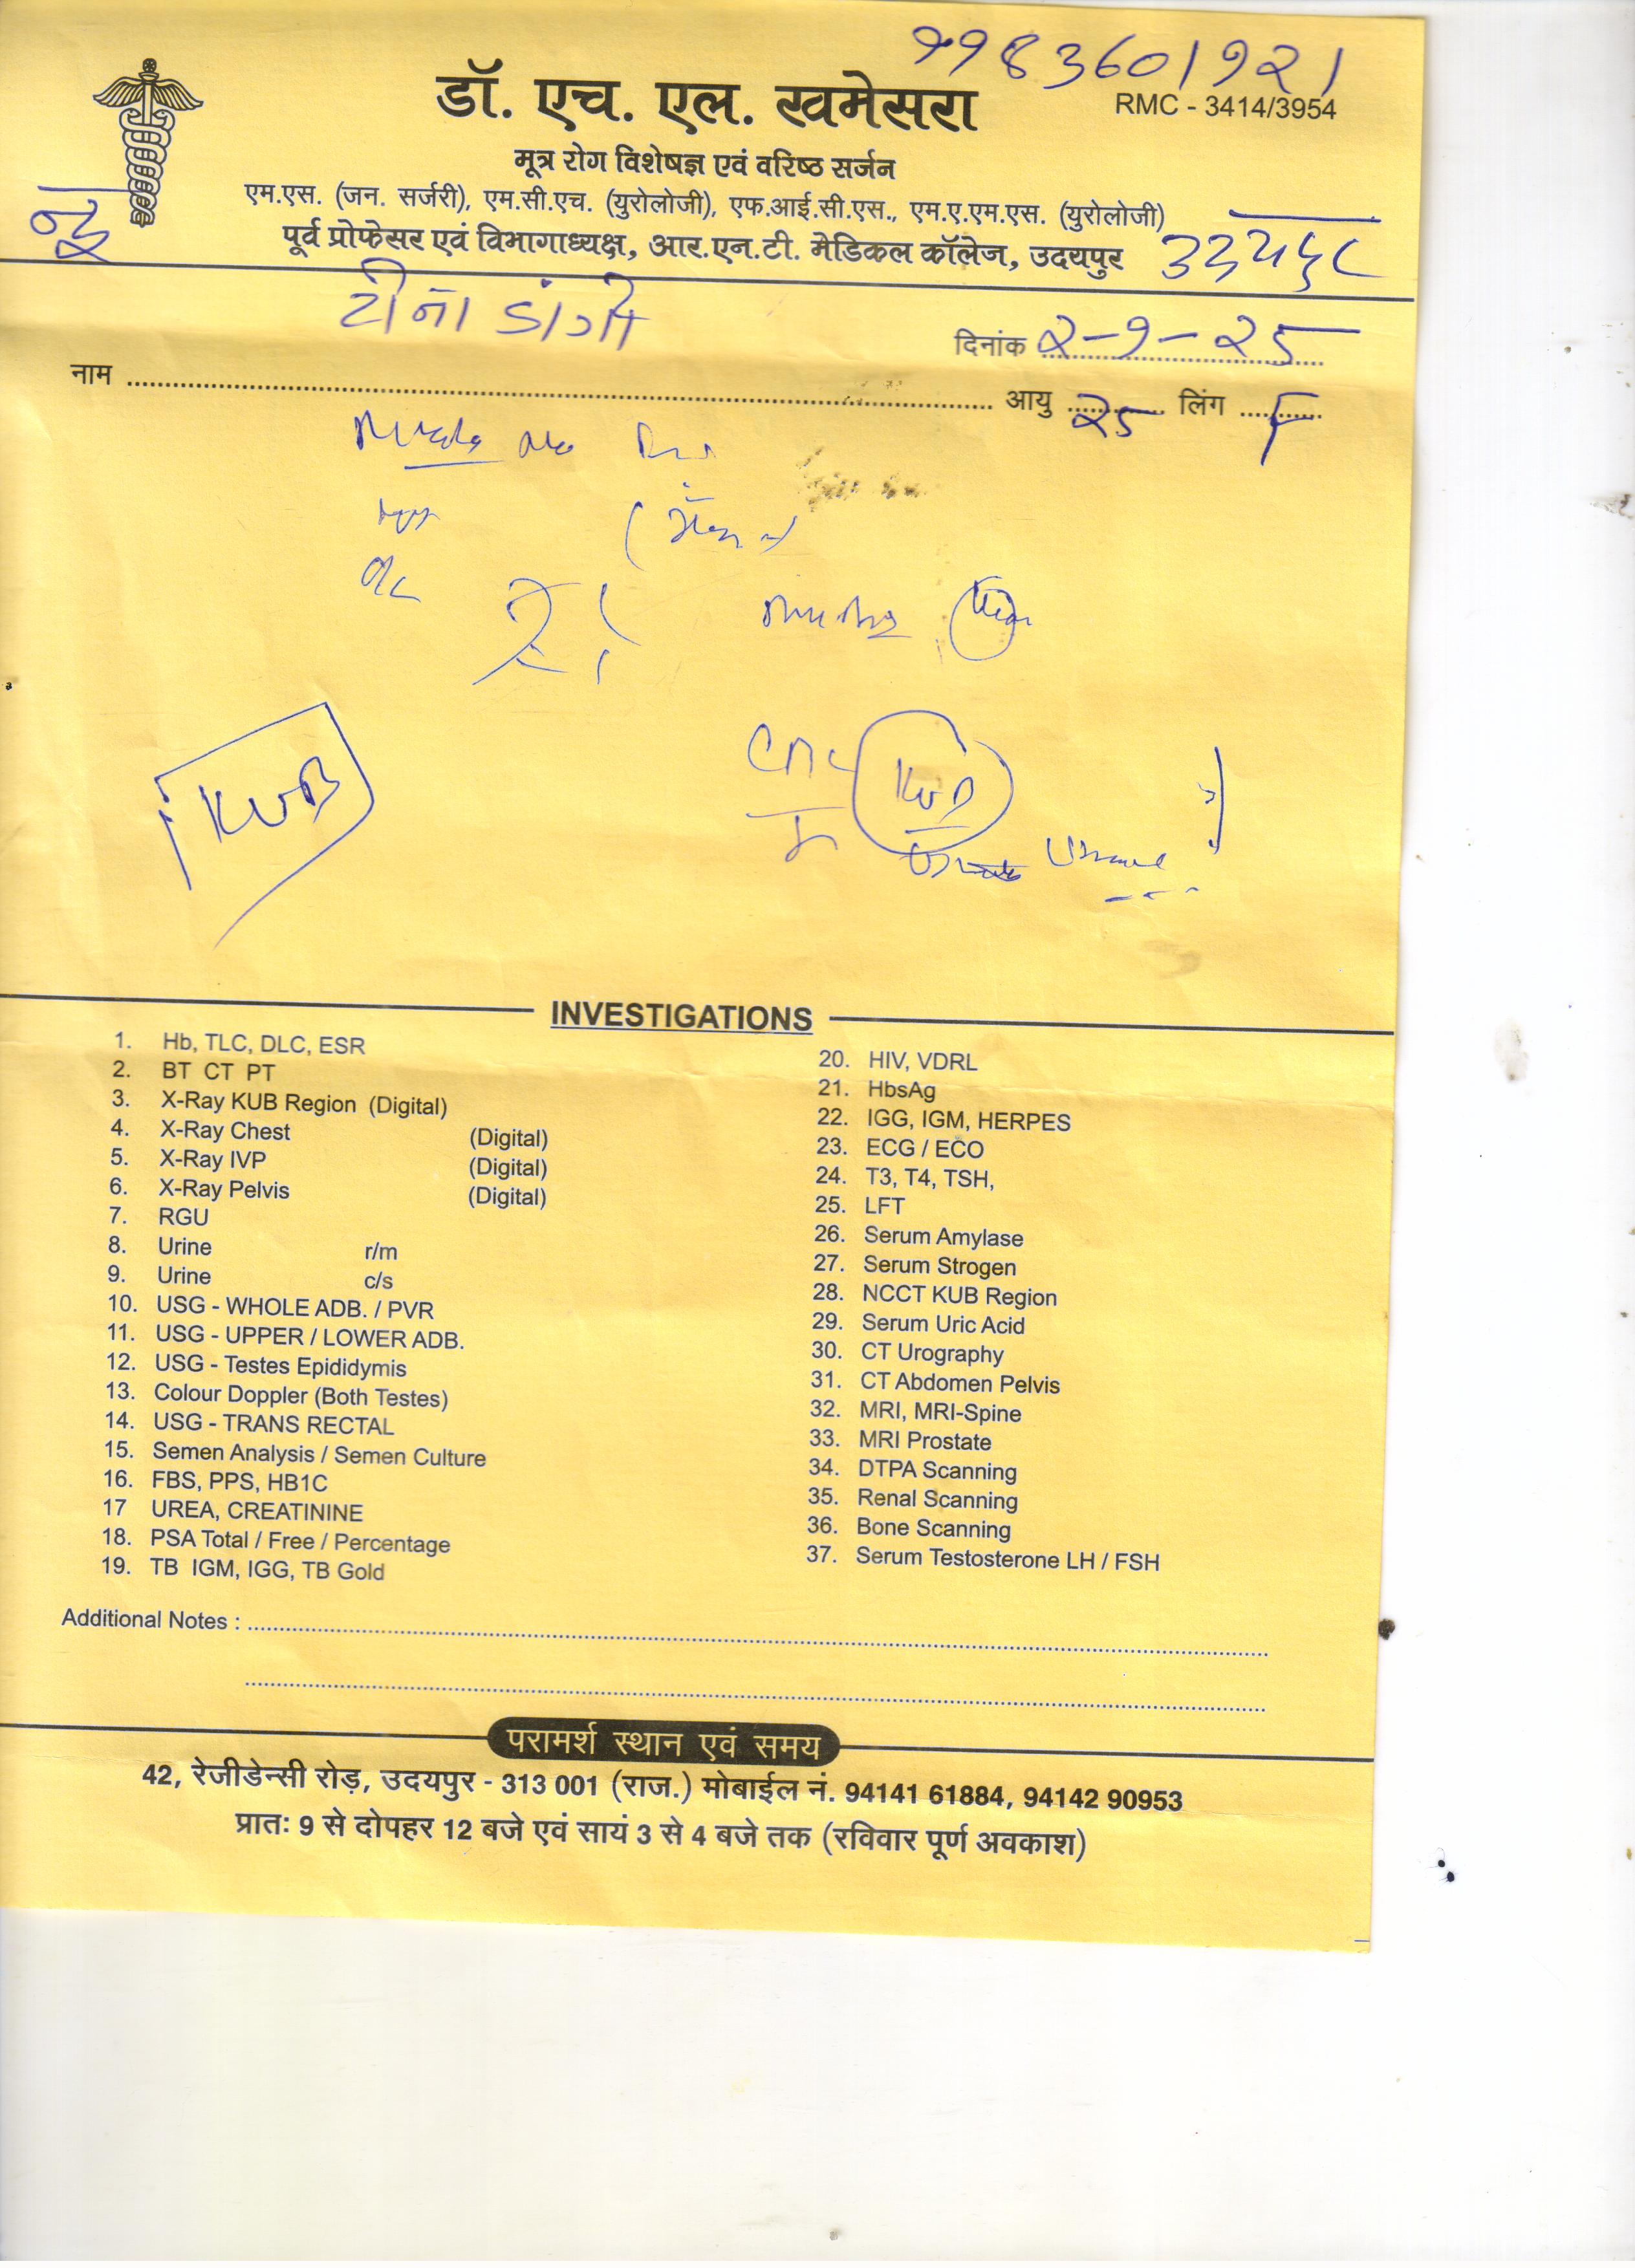 9983601921
डॉ. एच. एल. खमेसरा
RMC - 3414/3954
मूत्र रोग विशेषज्ञ एवं वरिष्ठ सर्जन
एम.एस. (जन. सर्जरी), एम.सी.एच. (युरोलोजी), एफ.आई.सी.एस., एम.ए.एम.एस. (युरोलोजी)
पूर्व प्रोफेसर एवं विभागाध्यक्ष, आर.एन.टी. मेडिकल कॉलेज, उदयपुर
उदयपुर
टीना डांगी
दिनांक २-9-२5
नाम
आयु २5 लिंग F
KUB
KUB
INVESTIGATIONS
1. Hb, TLC, DLC, ESR
2. BT CT PT
3. X-Ray KUB Region (Digital)
4. X-Ray Chest (Digital)
5. X-Ray IVP (Digital)
6. X-Ray Pelvis (Digital)
7. RGU
8. Urine r/m
9. Urine c/s
10. USG - WHOLE ADB. / PVR
11. USG - UPPER / LOWER ADB.
12. USG - Testes Epididymis
13. Colour Doppler (Both Testes)
14. USG - TRANS RECTAL
15. Semen Analysis / Semen Culture
16. FBS, PPS, HB1C
17 UREA, CREATININE
18. PSA Total / Free / Percentage
19. TB IGM, IGG, TB Gold
20. HIV, VDRL
21. HbsAg
22. IGG, IGM, HERPES
23. ECG / ECO
24. T3, T4, TSH,
25. LFT
26. Serum Amylase
27. Serum Strogen
28. NCCT KUB Region
29. Serum Uric Acid
30. CT Urography
31. CT Abdomen Pelvis
32. MRI, MRI-Spine
33. MRI Prostate
34. DTPA Scanning
35. Renal Scanning
36. Bone Scanning
37. Serum Testosterone LH / FSH
Additional Notes :
परामर्श स्थान एवं समय
42, रेजीडेन्सी रोड़, उदयपुर - 313 001 (राज.) मोबाईल नं. 94141 61884, 94142 90953
प्रातः 9 से दोपहर 12 बजे एवं सायं 3 से 4 बजे तक (रविवार पूर्ण अवकाश)